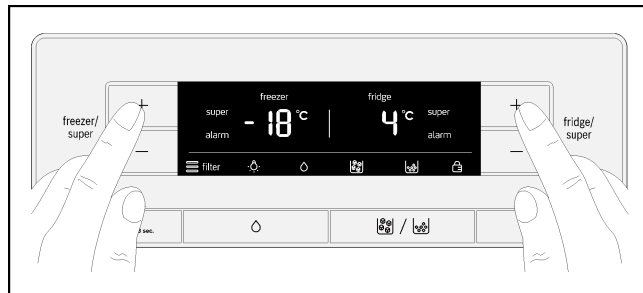 freezer
fridge
super
-18 °C
4 °C
super
alarm
alarm
filter
freezer/
super
+
−
+
−
fridge/
super
sec.
/